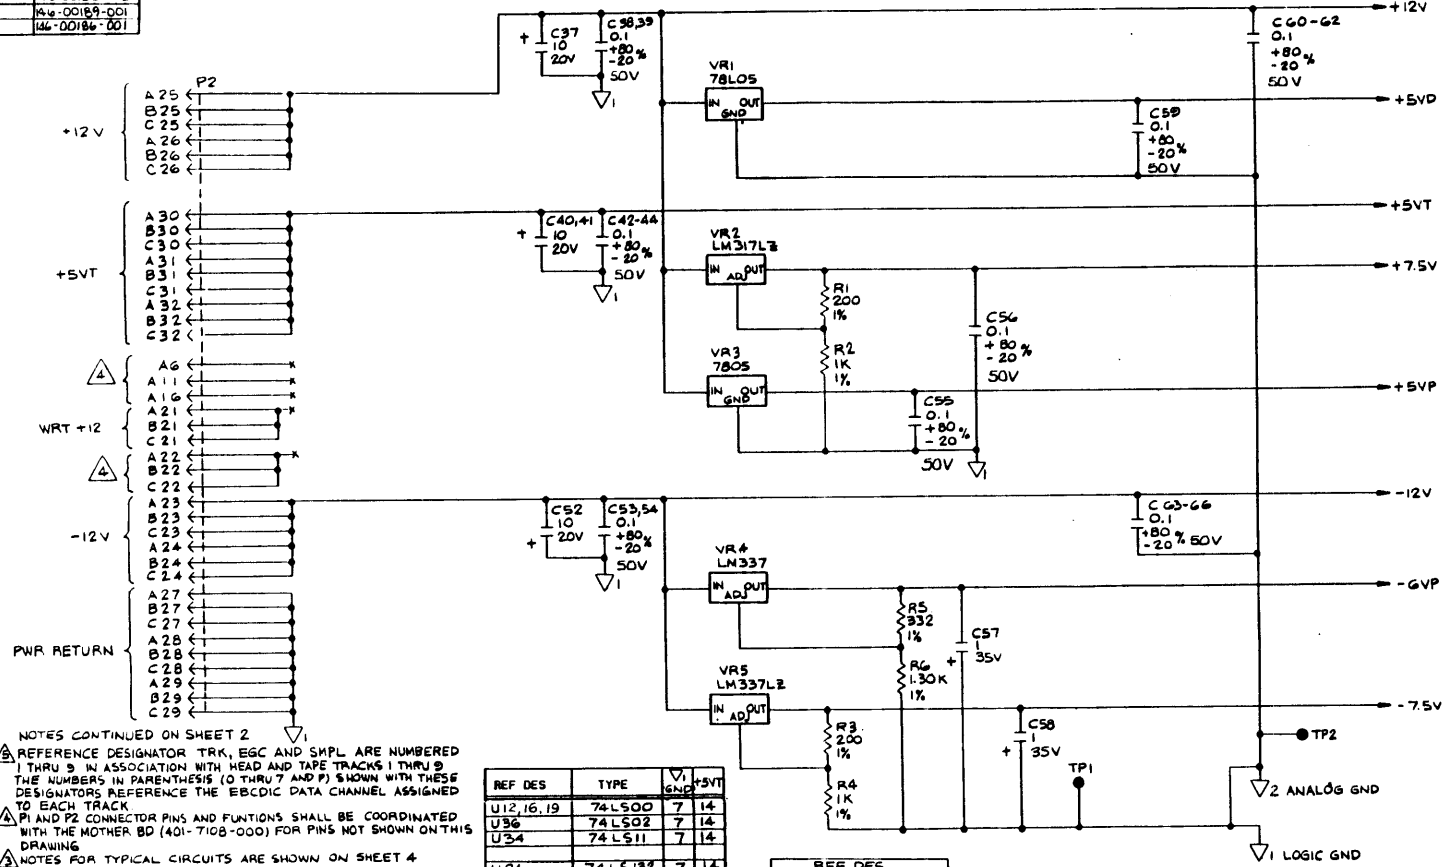 146-00189-001
146-00186-001
P2
+12V
A25
B25
C25
A26
B26
C26
+5VT
A30
B30
C30
A31
B31
C31
A32
B32
C32
4
A6
A11
A16
WRT +12
A21
B21
C21
4
A22
B22
C22
-12V
A23
B23
C23
A24
B24
C24
PWR RETURN
A27
B27
C27
A28
B28
C28
A29
B29
C29
1
+
C37
10
20V
C38,39
0.1
+80
-20%
50V
1
VR1
78L05
IN OUT
GND
C59
0.1
+80
-20%
50V
C60-62
0.1
+80
-20%
50V
+12V
+5VD
+
C40,41
10
20V
C42-44
0.1
+80
-20%
50V
1
VR2
LM317LZ
IN OUT
ADJ
R1
200
1%
R2
1K
1%
VR3
7805
IN OUT
GND
C55
0.1
+80
-20%
50V
C56
0.1
+80
-20%
50V
1
+5VT
+7.5V
+5VP
+
C52
10
20V
C53,54
0.1
+80
-20%
50V
1
VR4
LN337
IN OUT
ADJ
R5
332
1%
R6
1.30K
1%
+
C57
1
35V
C63-66
0.1
+80
-20% 50V
-12V
-6VP
VR5
LM337LZ
IN OUT
ADJ
R3
200
1%
R4
1K
1%
+
C58
1
35V
-7.5V
TP2
TP1
2 ANALOG GND
1 LOGIC GND
NOTES CONTINUED ON SHEET 2
5 REFERENCE DESIGNATOR TRK, EGC AND SMPL ARE NUMBERED
1 THRU 9 IN ASSOCIATION WITH HEAD AND TAPE TRACKS 1 THRU 9
THE NUMBERS IN PARENTHESIS (0 THRU 7 AND P) SHOWN WITH THESE
DESIGNATORS REFERENCE THE EBCDIC DATA CHANNEL ASSIGNED
TO EACH TRACK
4 P1 AND P2 CONNECTOR PINS AND FUNTIONS SHALL BE COORDINATED
WITH THE MOTHER BD (401-7108-000) FOR PINS NOT SHOWN ON THIS
DRAWING
3 NOTES FOR TYPICAL CIRCUITS ARE SHOWN ON SHEET 4
REF DES TYPE 1 GND +5VT
U12,16,19 74LS00 7 14
U36 74LS02 7 14
U34 74LS11 7 14
REF DES